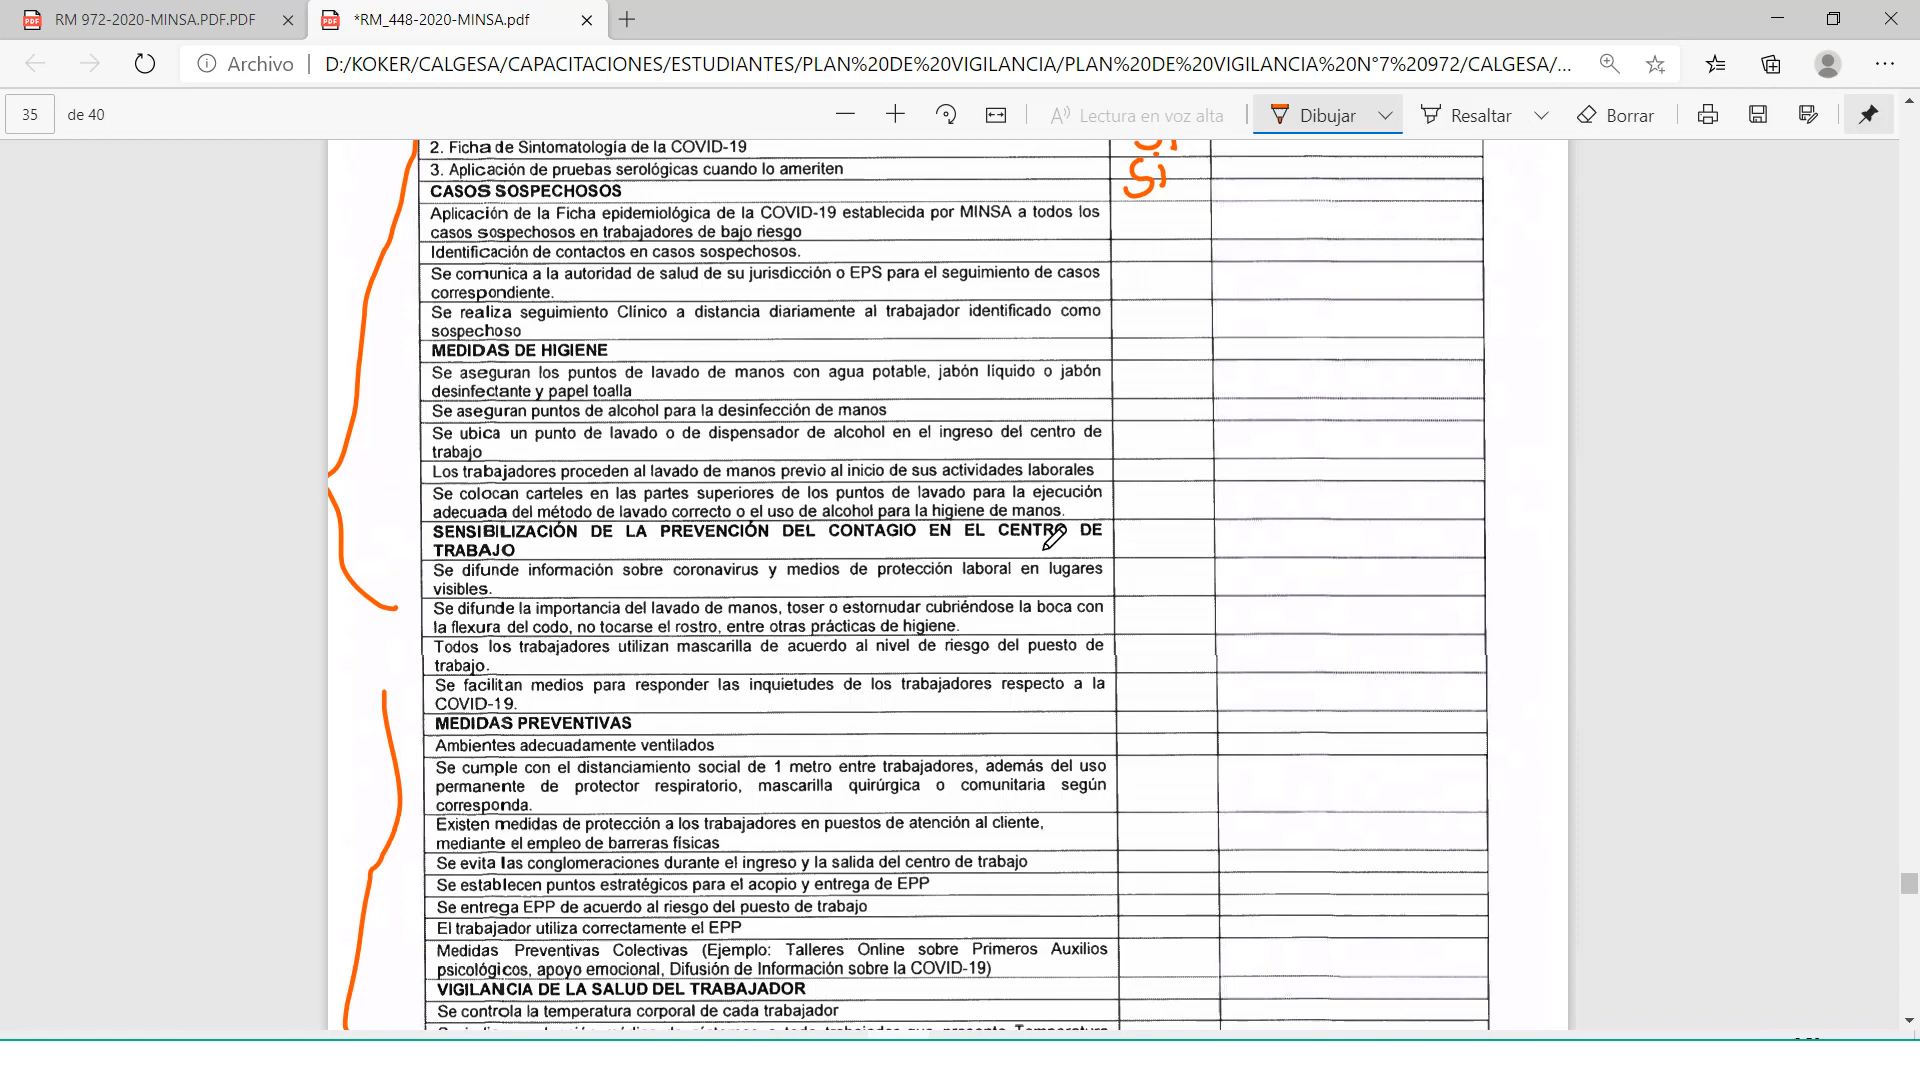 RM 972-2020-MINSA.PDF.PDF
*RM_448-2020-MINSA.pdf
Archivo
D:/KOKER/CALGESA/CAPACITACIONES/ESTUDIANTES/PLAN%20DE%20VIGILANCIA/PLAN%20DE%20VIGILANCIA%20N°7%20972/CALGESA/...
35 de 40
Lectura en voz alta
Dibujar
Resaltar
Borrar
2. Ficha de Sintomatología de la COVID-19
3. Aplicación de pruebas serológicas cuando lo ameriten
Si
CASOS SOSPECHOSOS
Aplicación de la Ficha epidemiológica de la COVID-19 establecida por MINSA a todos los
casos sospechosos en trabajadores de bajo riesgo
Identificación de contactos en casos sospechosos.
Se comunica a la autoridad de salud de su jurisdicción o EPS para el seguimiento de casos
correspondiente.
Se realiza seguimiento Clínico a distancia diariamente al trabajador identificado como
sospechoso
MEDIDAS DE HIGIENE
Se aseguran los puntos de lavado de manos con agua potable, jabón líquido o jabón
desinfectante y papel toalla
Se aseguran puntos de alcohol para la desinfección de manos
Se ubica un punto de lavado o de dispensador de alcohol en el ingreso del centro de
trabajo
Los trabajadores proceden al lavado de manos previo al inicio de sus actividades laborales
Se colocan carteles en las partes superiores de los puntos de lavado para la ejecución
adecuada del método de lavado correcto o el uso de alcohol para la higiene de manos.
SENSIBILIZACIÓN DE LA PREVENCIÓN DEL CONTAGIO EN EL CENTRO DE
TRABAJO
Se difunde información sobre coronavirus y medios de protección laboral en lugares
visibles.
Se difunde la importancia del lavado de manos, toser o estornudar cubriéndose la boca con
la flexura del codo, no tocarse el rostro, entre otras prácticas de higiene.
Todos los trabajadores utilizan mascarilla de acuerdo al nivel de riesgo del puesto de
trabajo.
Se facilitan medios para responder las inquietudes de los trabajadores respecto a la
COVID-19.
MEDIDAS PREVENTIVAS
Ambientes adecuadamente ventilados
Se cumple con el distanciamiento social de 1 metro entre trabajadores, además del uso
permanente de protector respiratorio, mascarilla quirúrgica o comunitaria según
corresponda.
Existen medidas de protección a los trabajadores en puestos de atención al cliente,
mediante el empleo de barreras físicas
Se evita las conglomeraciones durante el ingreso y la salida del centro de trabajo
Se establecen puntos estratégicos para el acopio y entrega de EPP
Se entrega EPP de acuerdo al riesgo del puesto de trabajo
El trabajador utiliza correctamente el EPP
Medidas Preventivas Colectivas (Ejemplo: Talleres Online sobre Primeros Auxilios
psicológicos, apoyo emocional, Difusión de Información sobre la COVID-19)
VIGILANCIA DE LA SALUD DEL TRABAJADOR
Se controla la temperatura corporal de cada trabajador